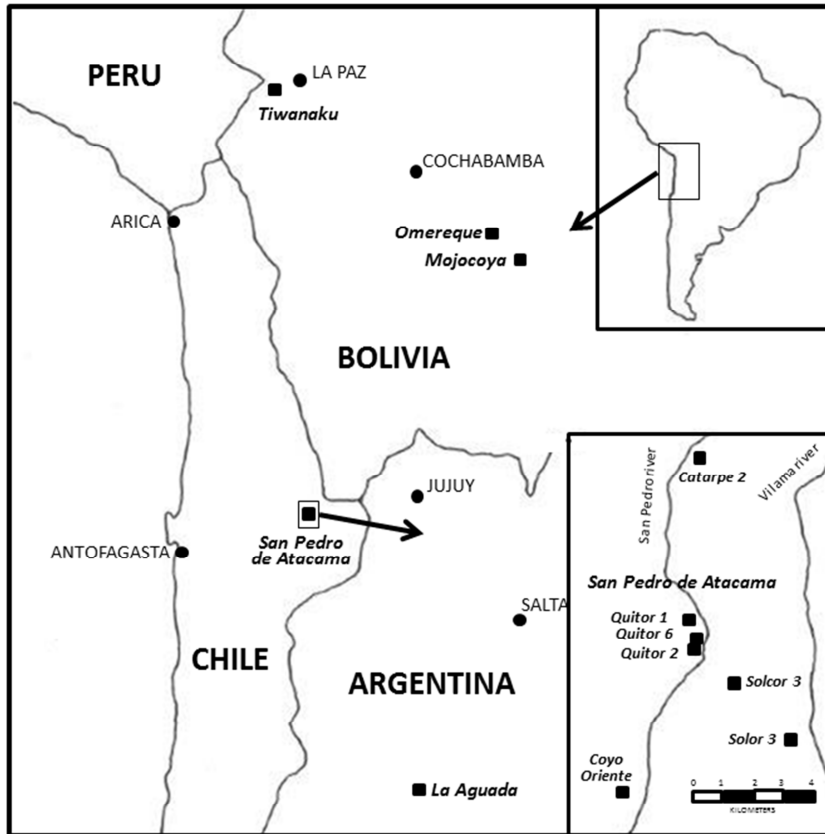 PERU
LA PAZ
Tiwanaku
COCHABAMBA
ARICA
Omereque
Mojocoya
BOLIVIA
JUJUY
San Pedro
de Atacama
ANTOFAGASTA
SALTA
CHILE
ARGENTINA
La Aguada
San Pedro river
Catarpe 2
Vilama river
San Pedro de Atacama
Quitor 1
Quitor 6
Quitor 2
Solcor 3
Solor 3
Coyo
Oriente
0 1 2 3 4
KILOMETERS